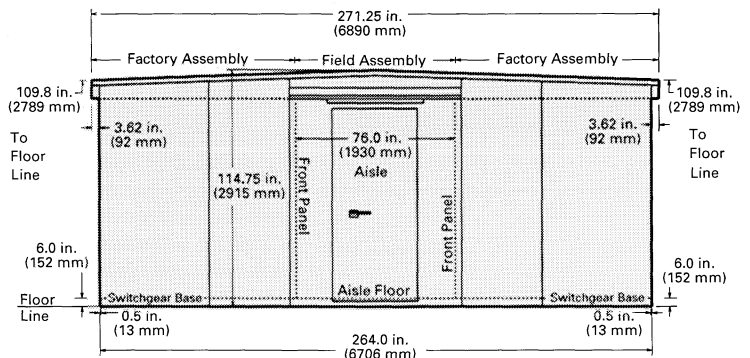 271.25 in.
(6890 mm)
Factory Assembly
Field Assembly
Factory Assembly
109.8 in.
(2789 mm)
109.8 in.
(2789 mm)
3.62 in.
(92 mm)
3.62 in.
(92 mm)
To
Floor
Line
To
Floor
Line
76.0 in.
(1930 mm)
Aisle
114.75 in.
(2915 mm)
Front Panel
Front Panel
6.0 in.
(152 mm)
6.0 in.
(152 mm)
Aisle Floor
Switchgear Base
Switchgear Base
Floor
Line
0.5 in.
(13 mm)
0.5 in.
(13 mm)
264.0 in.
(6706 mm)